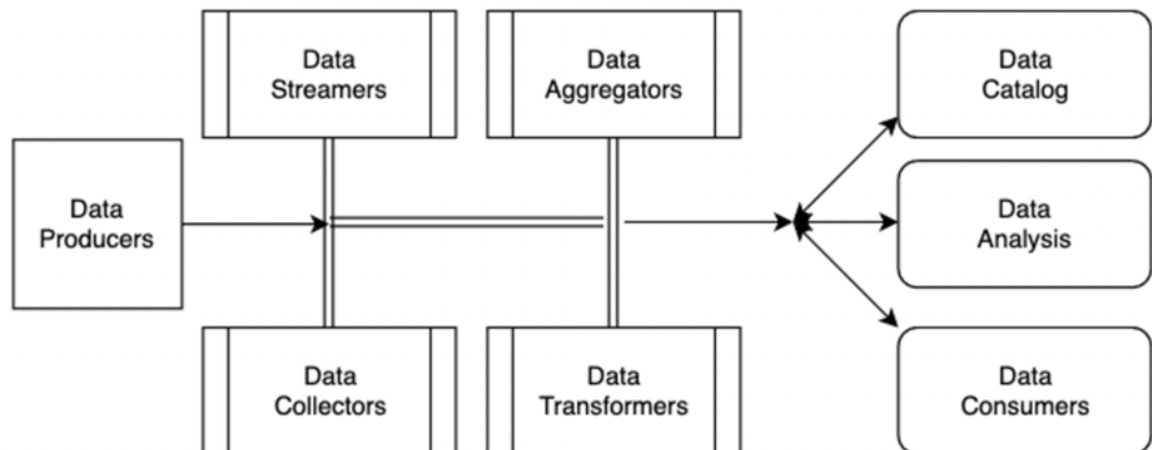 Data
Streamers
Data
Aggregators
Data
Catalog
Data
Producers
Data
Analysis
Data
Collectors
Data
Transformers
Data
Consumers